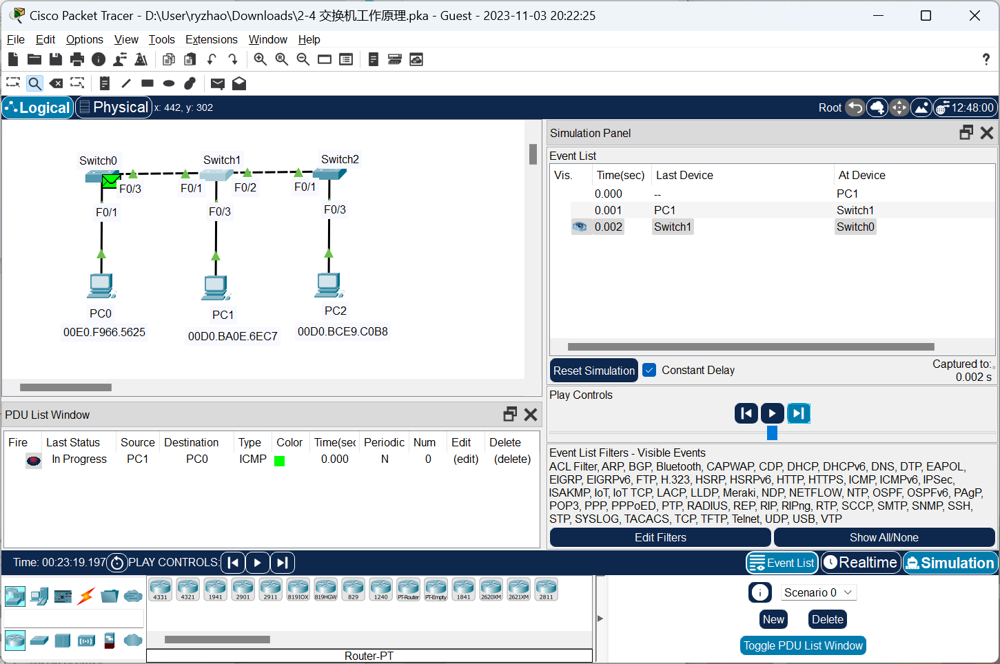 Cisco Packet Tracer - D:\User\ryzhao\Downloads\2-4 交换机工作原理.pka - Guest - 2023-11-03 20:22:25
File Edit Options View Tools Extensions Window Help
?
Logical Physical x: 442, y: 302 Root 12:48:00
Switch0 Switch1 Switch2
F0/3 F0/1 F0/2 F0/1
F0/1 F0/3 F0/3
PC0 PC1 PC2
00E0.F966.5625 00D0.BA0E.6EC7 00D0.BCE9.C0B8
Simulation Panel
Event List
Vis. Time(sec) Last Device At Device
0.000 -- PC1
0.001 PC1 Switch1
0.002 Switch1 Switch0
Reset Simulation Constant Delay Captured to:*
0.002 s
Play Controls
PDU List Window
Fire Last Status Source Destination Type Color Time(sec Periodic Num Edit Delete
In Progress PC1 PC0 ICMP 0.000 N 0 (edit) (delete)
Event List Filters - Visible Events
ACL Filter, ARP, BGP, Bluetooth, CAPWAP, CDP, DHCP, DHCPv6, DNS, DTP, EAPOL,
EIGRP, EIGRPv6, FTP, H.323, HSRP, HSRPv6, HTTP, HTTPS, ICMP, ICMPv6, IPSec,
ISAKMP, IoT, IoT TCP, LACP, LLDP, Meraki, NDP, NETFLOW, NTP, OSPF, OSPFv6, PAgP,
POP3, PPP, PPPoED, PTP, RADIUS, REP, RIP, RIPng, RTP, SCCP, SMTP, SNMP, SSH,
STP, SYSLOG, TACACS, TCP, TFTP, Telnet, UDP, USB, VTP
Edit Filters Show All/None
Time: 00:23:19.197 PLAY CONTROLS: Event List Realtime Simulation
4331 4321 1941 2901 2911 819IOX 819HGW 829 1240 PT-Router PT-Empty 1841 2620XM 2621XM 2811
Router-PT
Scenario 0
New Delete
Toggle PDU List Window